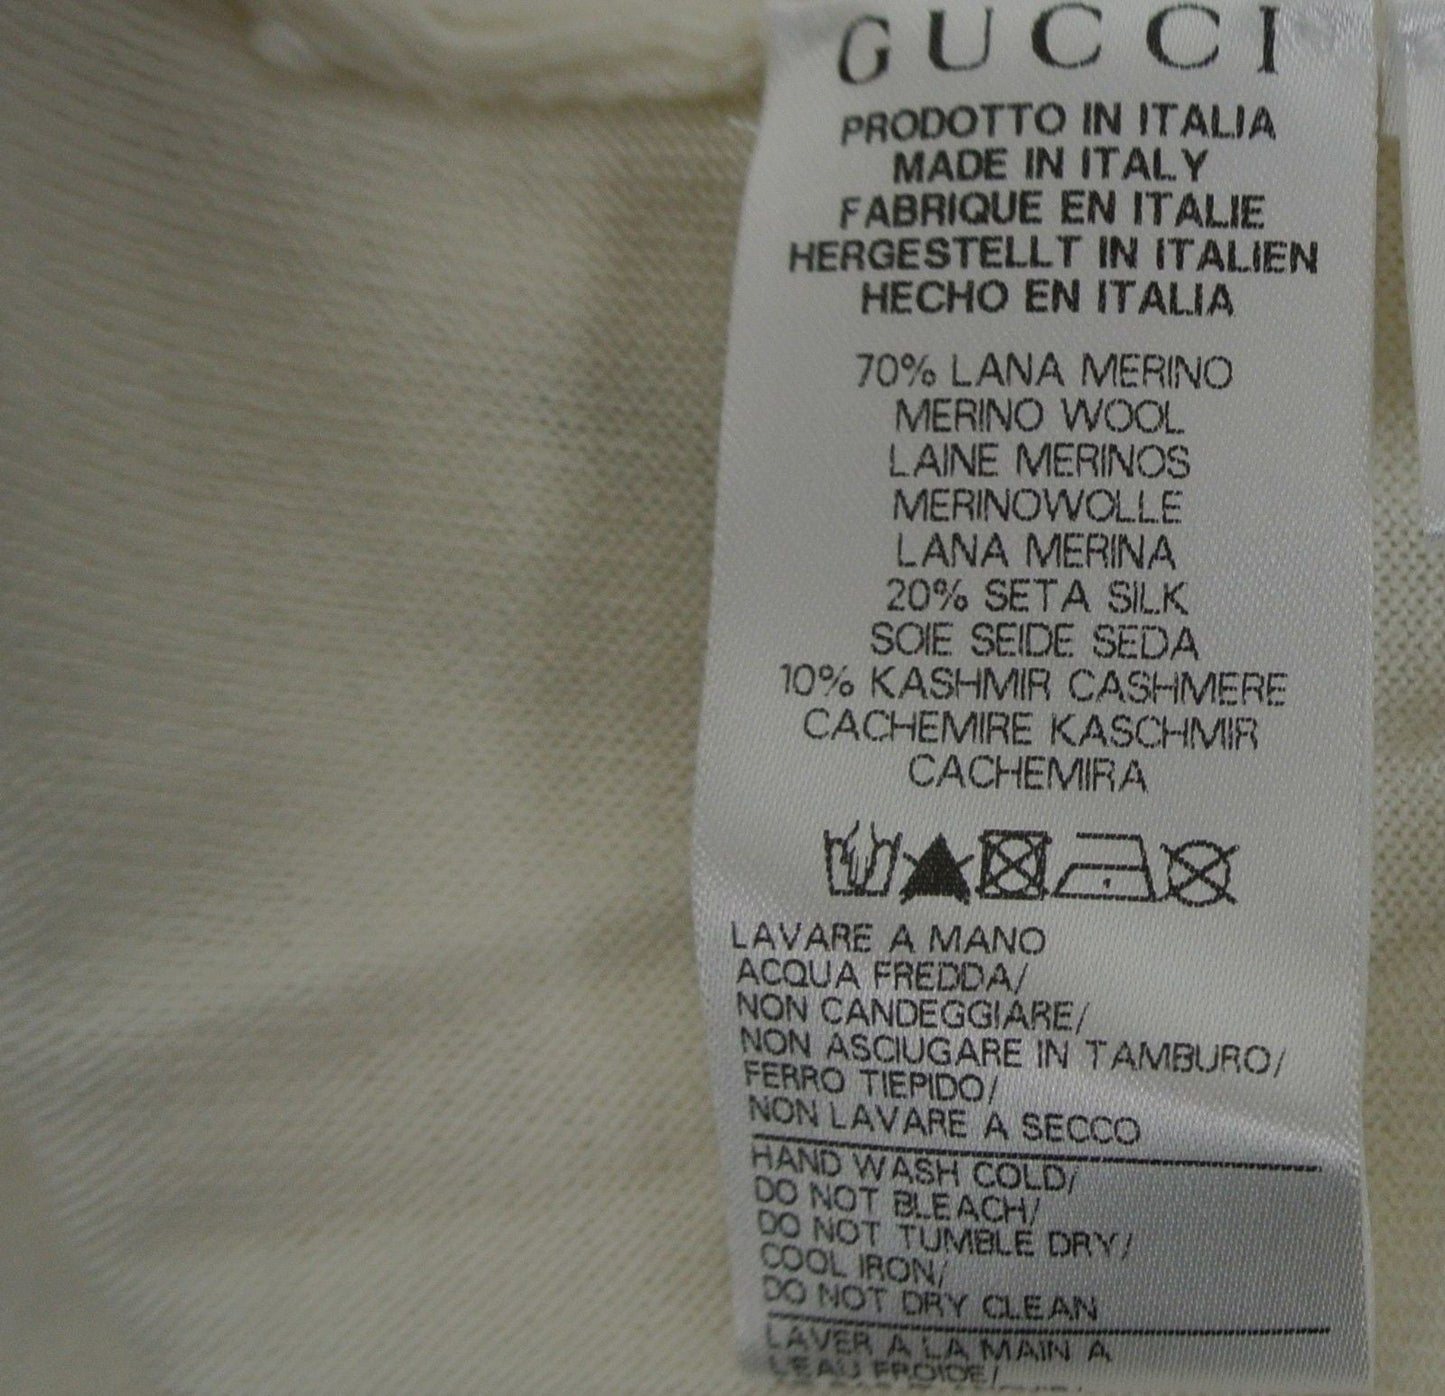 GUCCI
PRODOTTO IN ITALIA
MADE IN ITALY
FABRIQUE EN ITALIE
HERGESTELLT IN ITALIEN
HECHO EN ITALIA
70% LANA MERINO
MERINO WOOL
LAINE MERINOS
MERINOWOLLE
LANA MERINA
20% SETA SILK
SOIE SEIDE SEDA
10% KASHMIR CASHMERE
CACHEMIRE KASCHMIR
CACHEMIRA
LAVARE A MANO
ACQUA FREDDA/
NON CANDEGGIARE/
NON ASCIUGARE IN TAMBURO/
FERRO TIEPIDO/
NON LAVARE A SECCO
HAND WASH COLD/
DO NOT BLEACH/
DO NOT TUMBLE DRY/
COOL IRON/
DO NOT DRY CLEAN
LAVER A LA MAIN A
L'EAU FROIDE/